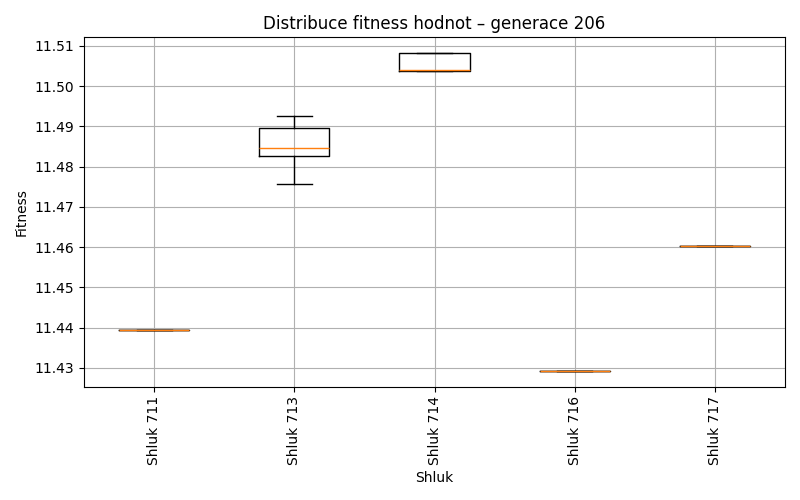 Distribuce fitness hodnot – generace 206
Fitness
11.51
11.50
11.49
11.48
11.47
11.46
11.45
11.44
11.43
Shluk 711
Shluk 713
Shluk 714
Shluk 716
Shluk 717
Shluk